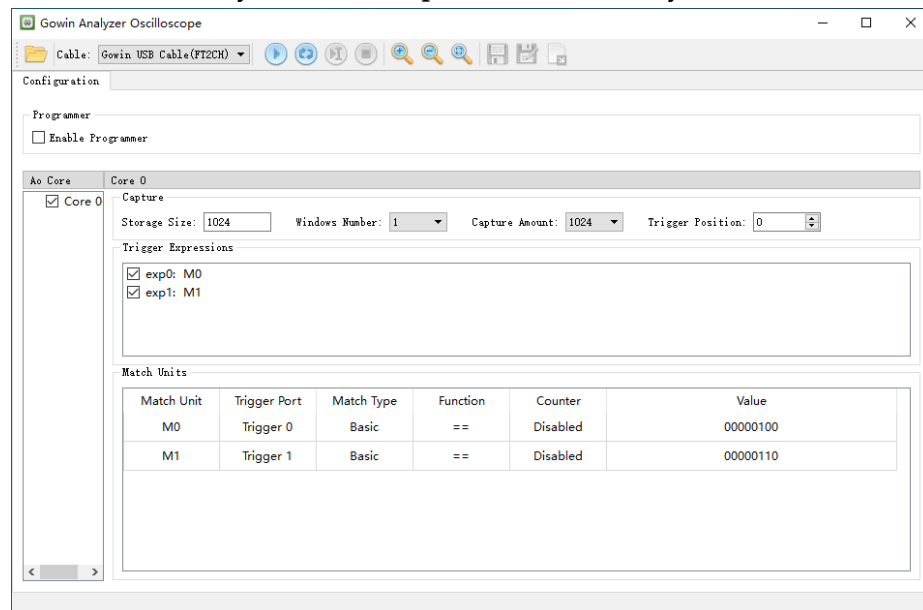 Gowin Analyzer Oscilloscope
Cable: Gowin USB Cable(FT2CH)
Configuration
Programmer
Enable Programmer
Ao Core Core 0
Core 0
Capture
Storage Size: 1024 Windows Number: 1 Capture Amount: 1024 Trigger Position: 0
Trigger Expressions
exp0: M0
exp1: M1
Match Units
Match Unit Trigger Port Match Type Function Counter Value
M0 Trigger 0 Basic == Disabled 00000100
M1 Trigger 1 Basic == Disabled 00000110